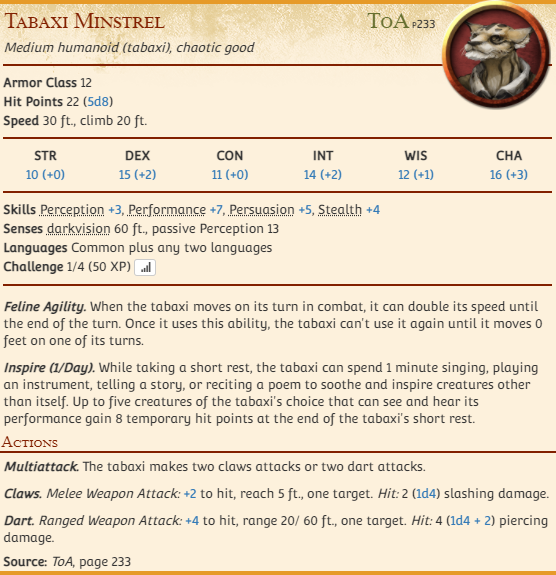 Tabaxi Minstrel ToA P233
Medium humanoid (tabaxi), chaotic good
Armor Class 12
Hit Points 22 (5d8)
Speed 30 ft., climb 20 ft.
STR DEX CON INT WIS CHA
10 (+0) 15 (+2) 11 (+0) 14 (+2) 12 (+1) 16 (+3)
Skills Perception +3, Performance +7, Persuasion +5, Stealth +4
Senses darkvision 60 ft., passive Perception 13
Languages Common plus any two languages
Challenge 1/4 (50 XP)
Feline Agility. When the tabaxi moves on its turn in combat, it can double its speed until
the end of the turn. Once it uses this ability, the tabaxi can't use it again until it moves 0
feet on one of its turns.
Inspire (1/Day). While taking a short rest, the tabaxi can spend 1 minute singing, playing
an instrument, telling a story, or reciting a poem to soothe and inspire creatures other
than itself. Up to five creatures of the tabaxi's choice that can see and hear its
performance gain 8 temporary hit points at the end of the tabaxi's short rest.
Actions
Multiattack. The tabaxi makes two claws attacks or two dart attacks.
Claws. Melee Weapon Attack: +2 to hit, reach 5 ft., one target. Hit: 2 (1d4) slashing damage.
Dart. Ranged Weapon Attack: +4 to hit, range 20/ 60 ft., one target. Hit: 4 (1d4 + 2) piercing
damage.
Source: ToA, page 233